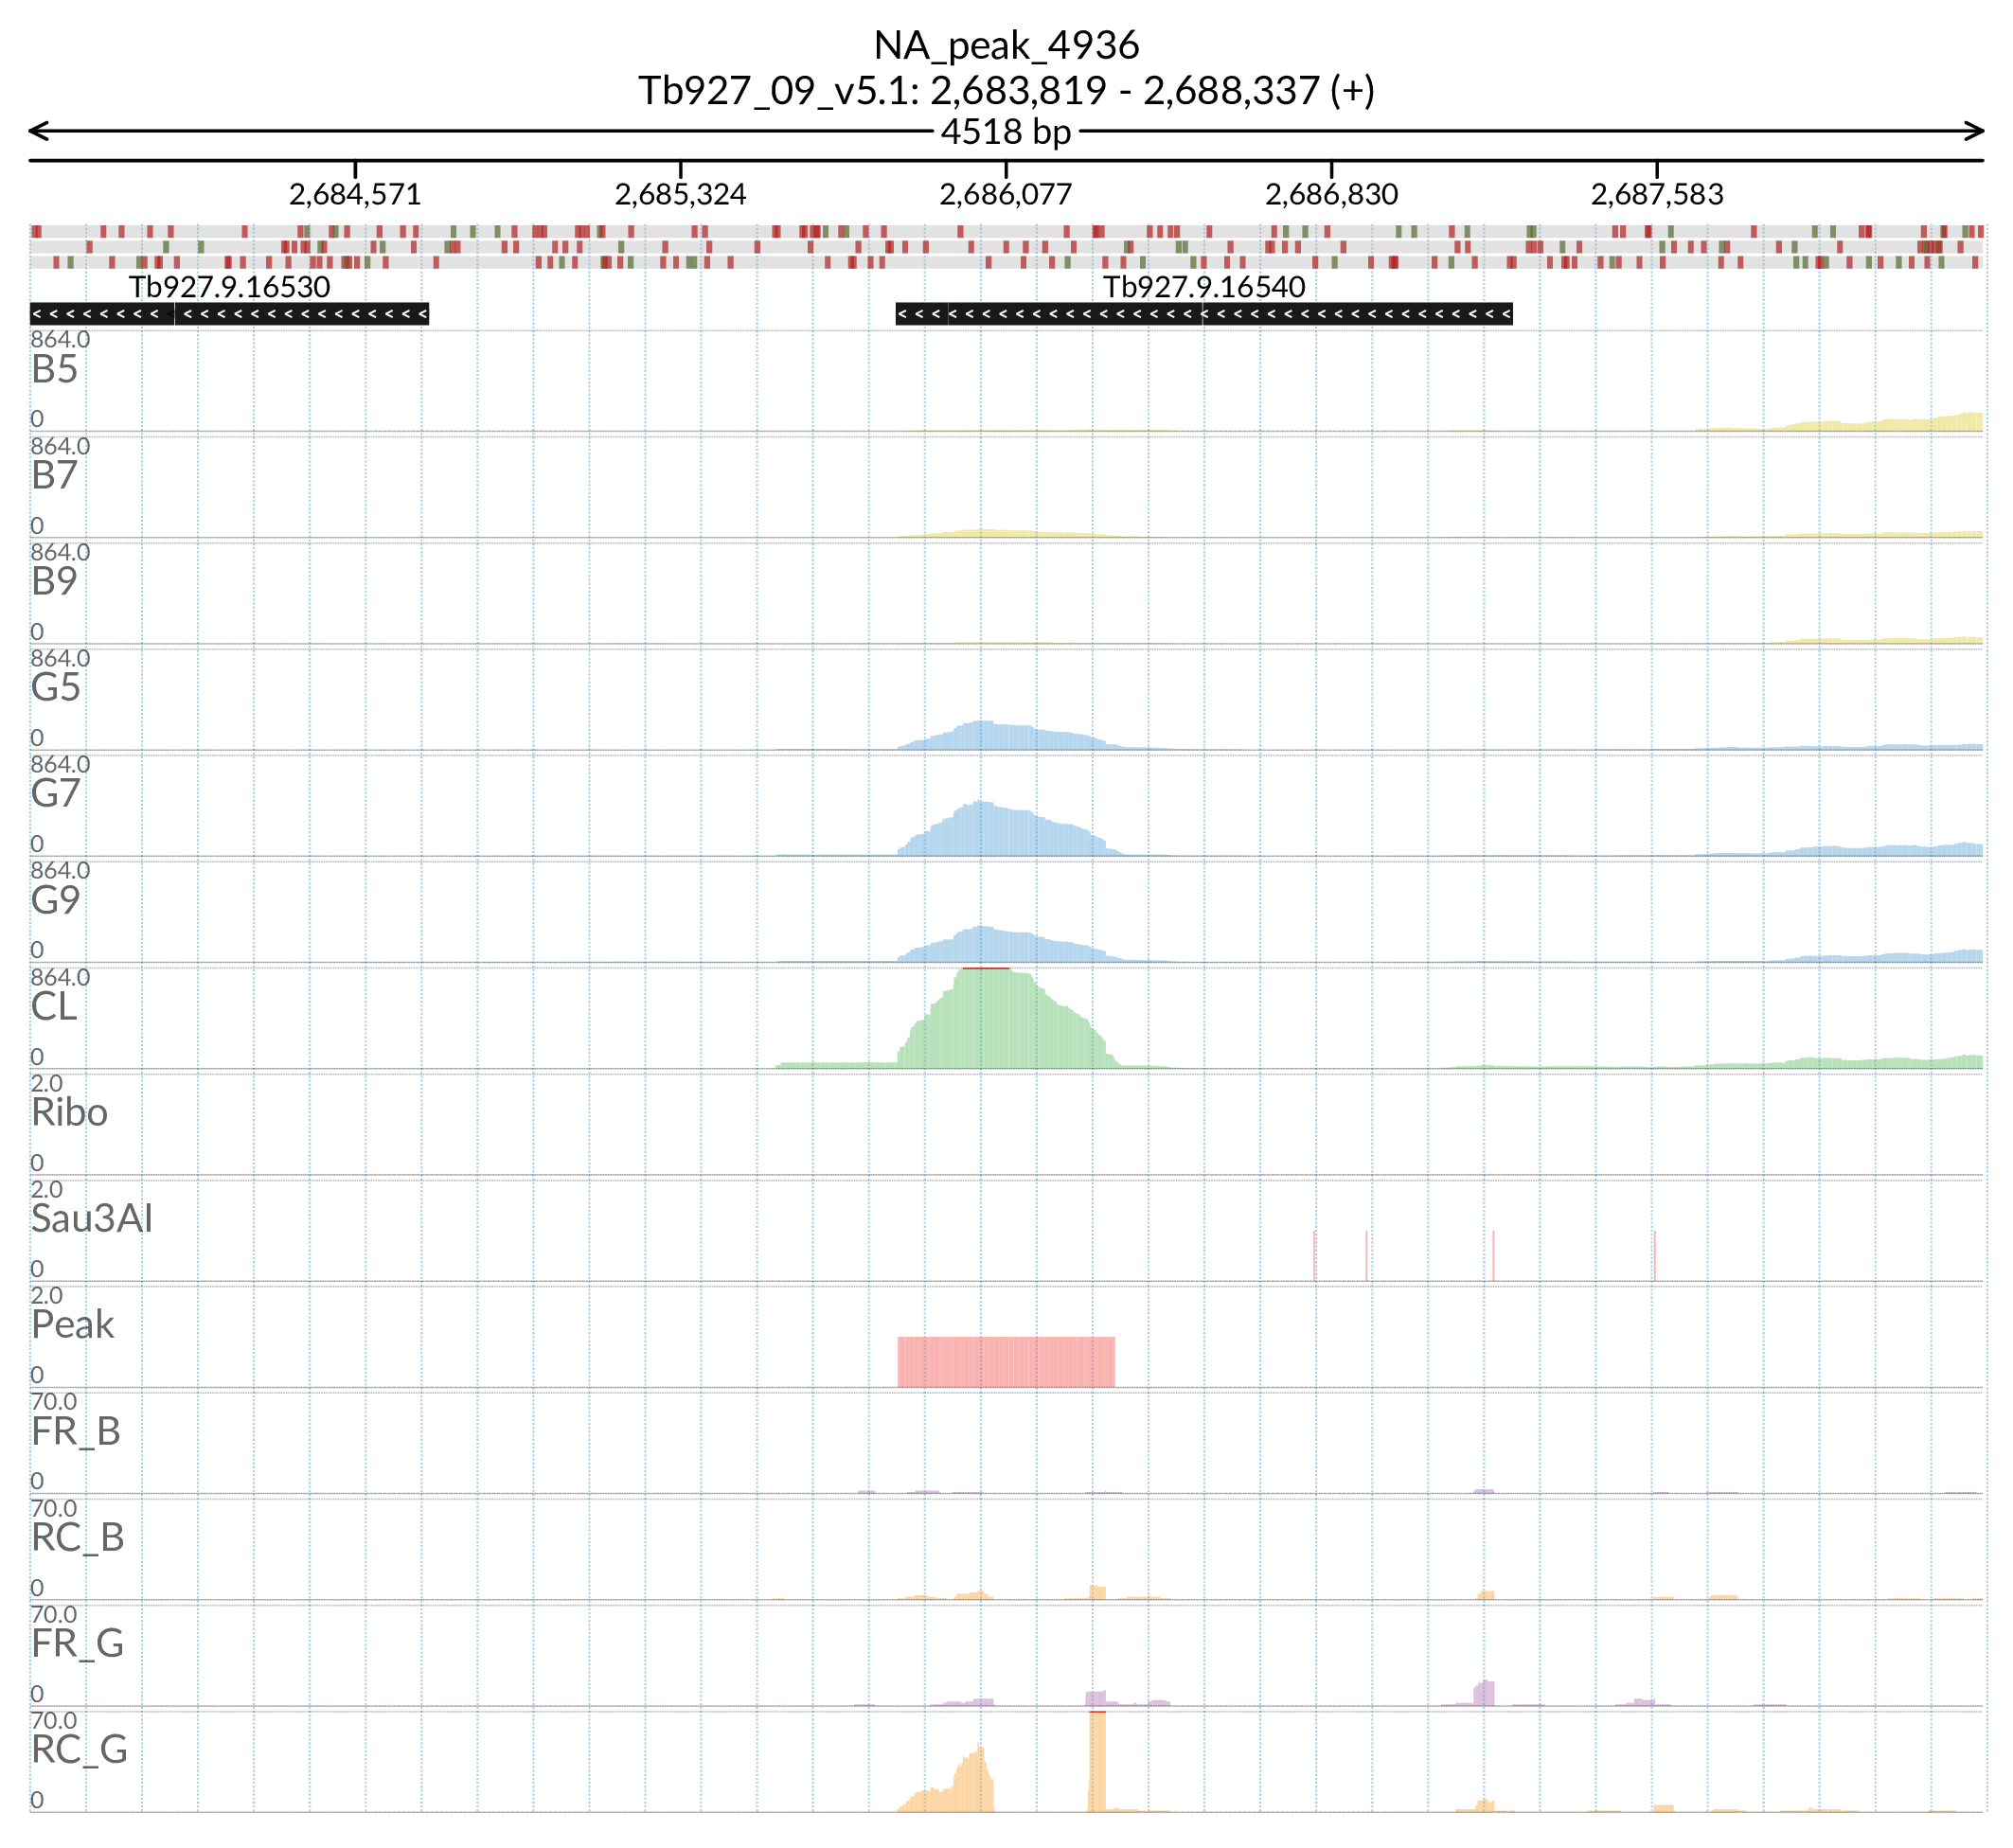 NA_peak_4936
Tb927_09_v5.1: 2,683,819 - 2,688,337 (+)
4518 bp
2,684,571 2,685,324 2,686,077 2,686,830 2,687,583
Tb927.9.16530 Tb927.9.16540
864.0
B5
0
864.0
B7
0
864.0
B9
0
864.0
G5
0
864.0
G7
0
864.0
G9
0
864.0
CL
0
2.0
Ribo
0
2.0
Sau3AI
0
2.0
Peak
0
70.0
FR_B
0
70.0
RC_B
0
70.0
FR_G
0
70.0
RC_G
0